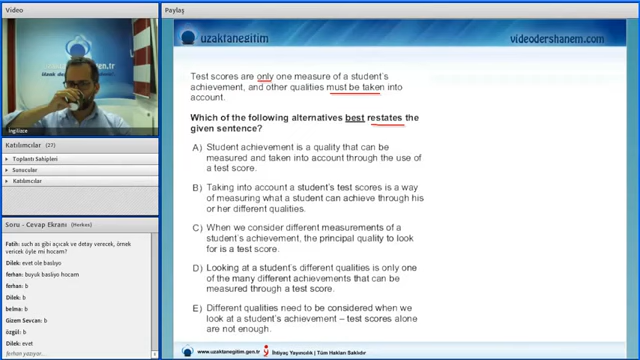 Video
Paylaş
uzaktanegitim
videodershanem.com
İngilizce
Katılımcılar (27)
Toplantı Sahipleri
Sunucular
Katılımcılar
Soru - Cevap Ekranı (Herkes)
Fatih: such as gibi açıcak ve detay verecek, örnek
vercek öyle mi hocam?
Dilek: evet ole baslıyo
ferhan: buyuk baslıyo hocam
ferhan: b
Dilek: b
belma: b
Gizem Sevcan: b
özgül: b
Dilek: evet
ferhan yazıyor...
Test scores are only one measure of a student's
achievement, and other qualities must be taken into
account.
Which of the following alternatives best restates the
given sentence?
A) Student achievement is a quality that can be
measured and taken into account through the use of
a test score.
B) Taking into account a student's test scores is a way
of measuring what a student can achieve through his
or her different qualities.
C) When we consider different measurements of a
student's achievement, the principal quality to look
for is a test score.
D) Looking at a student's different qualities is only one
of the many different achievements that can be
measured through a test score.
E) Different qualities need to be considered when we
look at a student's achievement – test scores alone
are not enough.
www.uzaktanegitim.com
İhtiyaç Yayıncılık | Tüm Hakları Saklıdır